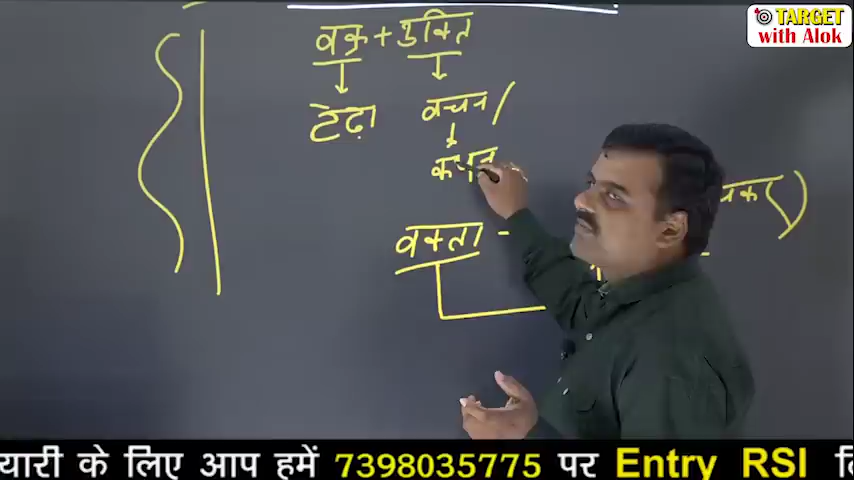 TARGET
with Alok
वक्र + उक्ति
टेढ़ा वचन /
कथन
वक्ता -
यारी के लिए आप हमें 7398035775 पर Entry RSI